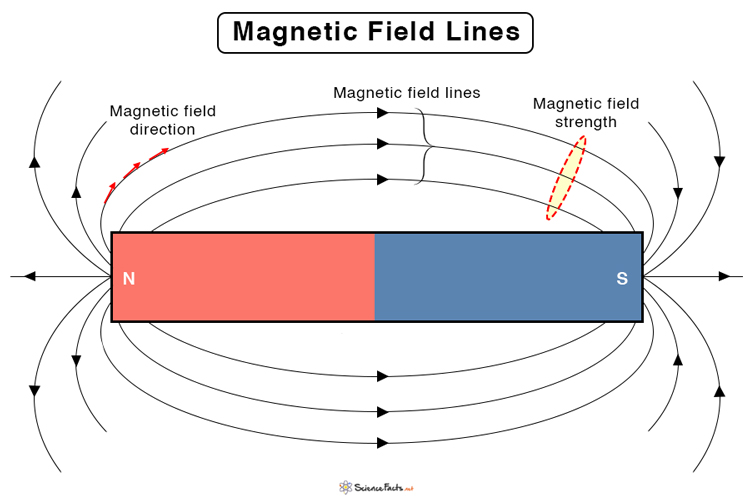 Magnetic Field Lines
Magnetic field lines
Magnetic field
direction
Magnetic field
strength
N
S
ScienceFacts.net